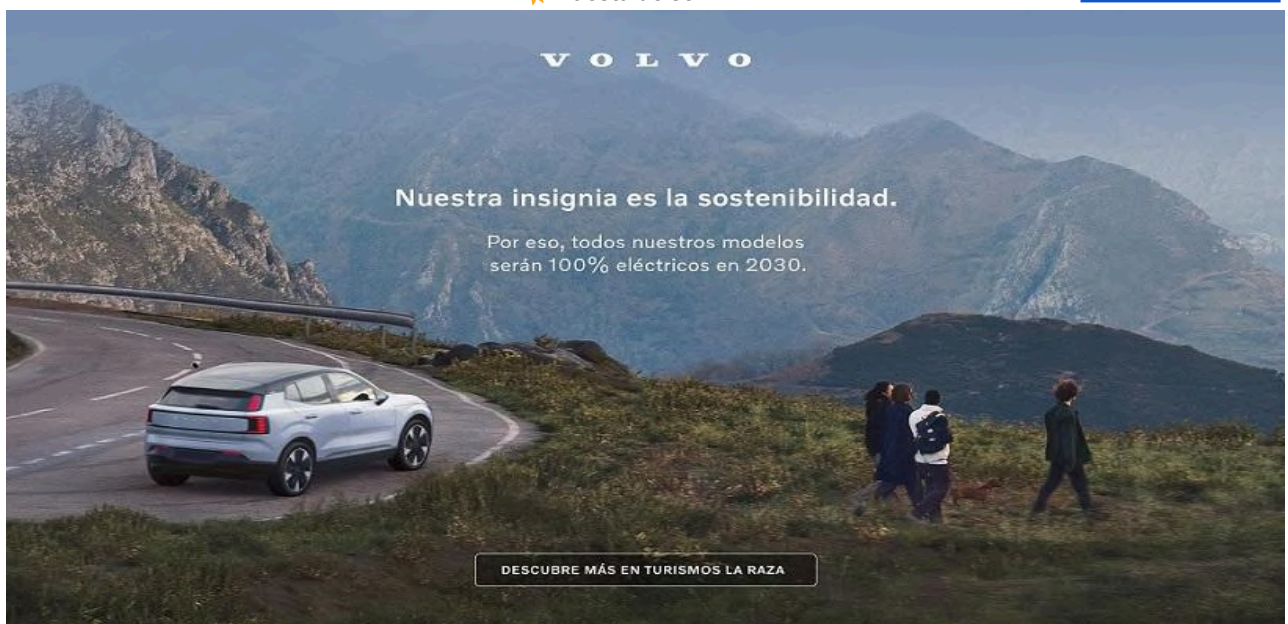 VOLVO
Nuestra insignia es la sostenibilidad.
Por eso, todos nuestros modelos
serán 100% eléctricos en 2030.
DESCUBRE MÁS EN TURISMOS LA RAZA